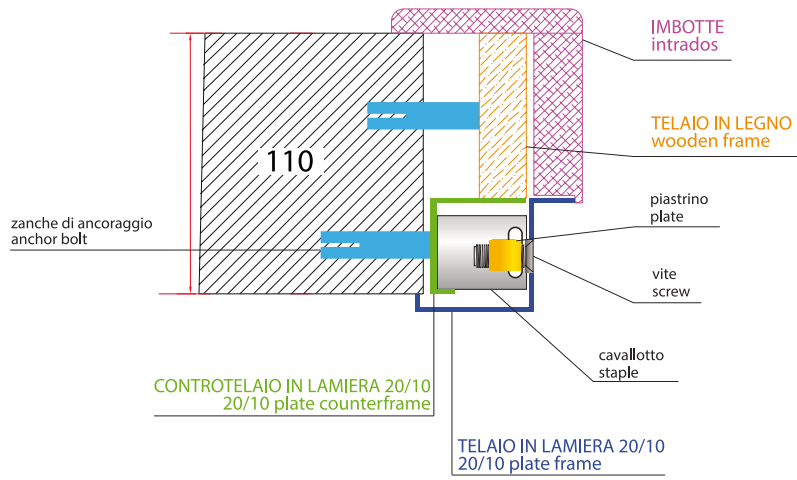 IMBOTTE
intrados
TELAIO IN LEGNO
wooden frame
110
piastrino
plate
zanche di ancoraggio
anchor bolt
vite
screw
cavallotto
staple
CONTROTELAIO IN LAMIERA 20/10
20/10 plate counterframe
TELAIO IN LAMIERA 20/10
20/10 plate frame